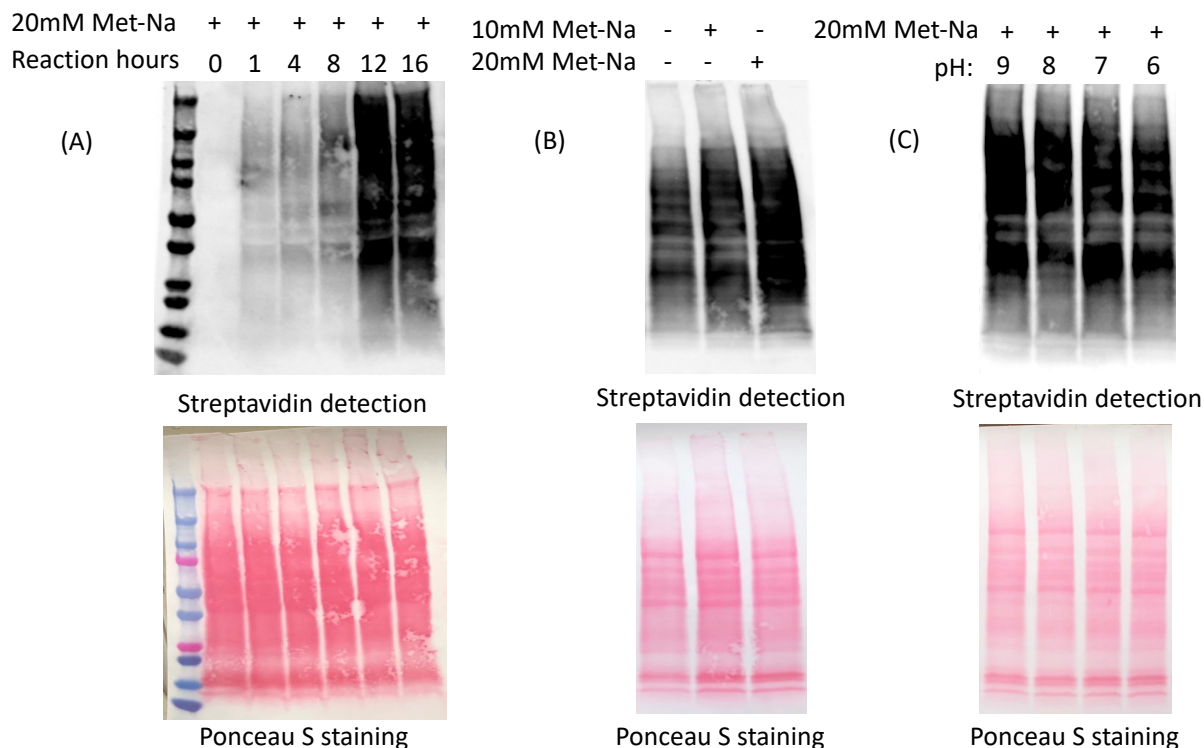 20mM Met-Na + + + + + +
Reaction hours 0 1 4 8 12 16
(A)
Streptavidin detection
Ponceau S staining
10mM Met-Na - + -
20mM Met-Na - - +
(B)
Streptavidin detection
Ponceau S staining
20mM Met-Na + + + +
pH: 9 8 7 6
(C)
Streptavidin detection
Ponceau S staining